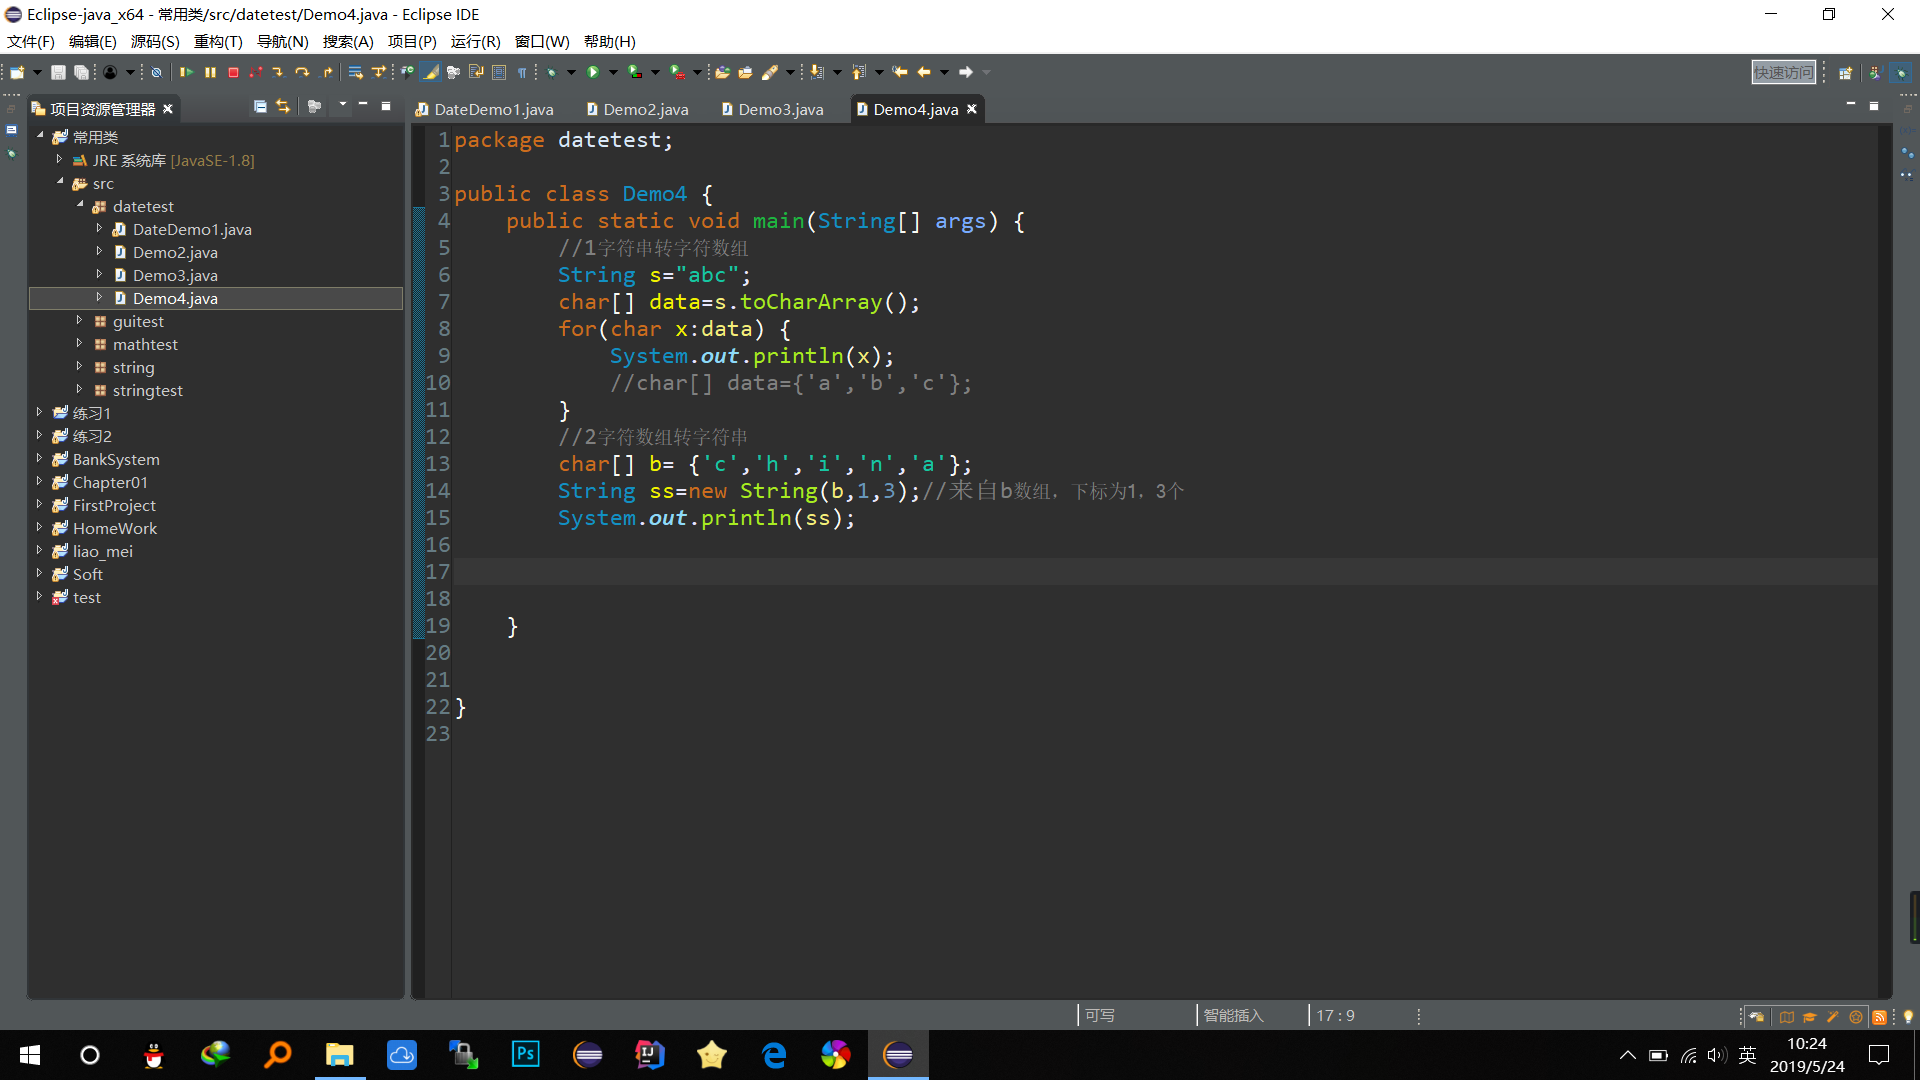 Eclipse-java_x64 - 常用类/src/datetest/Demo4.java - Eclipse IDE
文件(F) 编辑(E) 源码(S) 重构(T) 导航(N) 搜索(A) 项目(P) 运行(R) 窗口(W) 帮助(H)
快速访问
项目资源管理器
DateDemo1.java Demo2.java Demo3.java Demo4.java
常用类
JRE 系统库 [JavaSE-1.8]
src
datetest
DateDemo1.java
Demo2.java
Demo3.java
Demo4.java
guitest
mathtest
string
stringtest
练习1
练习2
BankSystem
Chapter01
FirstProject
HomeWork
liao_mei
Soft
test
1 package datetest;
2
3 public class Demo4 {
4 public static void main(String[] args) {
5 //1字符串转字符数组
6 String s="abc";
7 char[] data=s.toCharArray();
8 for(char x:data) {
9 System.out.println(x);
10 //char[] data={'a','b','c'};
11 }
12 //2字符数组转字符串
13 char[] b= {'c','h','i','n','a'};
14 String ss=new String(b,1,3);//来自b数组，下标为1，3个
15 System.out.println(ss);
16
17
18
19 }
20
21
22 }
23
可写 智能插入 17 : 9
Ps
IJ
英
10:24
2019/5/24